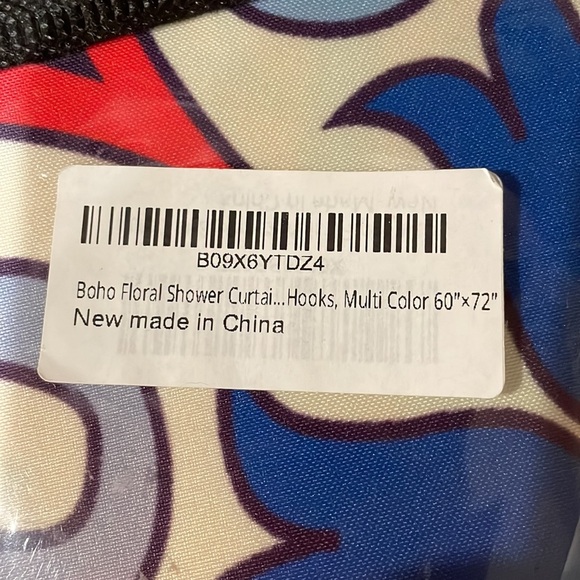 B09X6YTDZ4
Boho Floral Shower Curtai...Hooks, Multi Color 60"×72"
New made in China